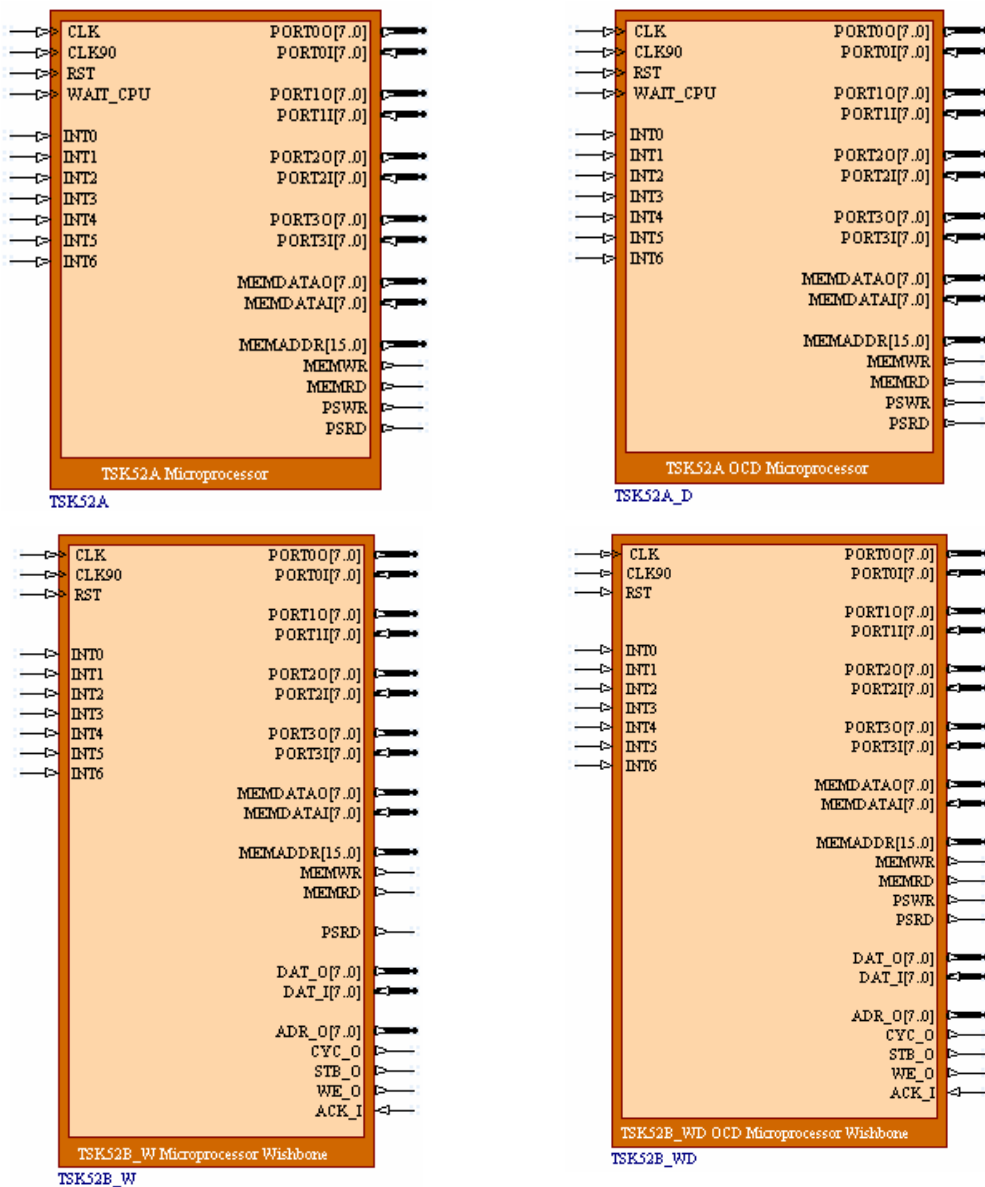 CLK PORT0O[7..0]
CLK90 PORT0I[7..0]
RST
WAIT_CPU PORT1O[7..0]
PORT1I[7..0]
INT0
INT1 PORT2O[7..0]
INT2 PORT2I[7..0]
INT3
INT4 PORT3O[7..0]
INT5 PORT3I[7..0]
INT6
MEMDATAO[7..0]
MEMDATAI[7..0]
MEMADDR[15..0]
MEMWR
MEMRD
PSWR
PSRD
TSK52A Microprocessor
TSK52A
CLK PORT0O[7..0]
CLK90 PORT0I[7..0]
RST
WAIT_CPU PORT1O[7..0]
PORT1I[7..0]
INT0
INT1 PORT2O[7..0]
INT2 PORT2I[7..0]
INT3
INT4 PORT3O[7..0]
INT5 PORT3I[7..0]
INT6
MEMDATAO[7..0]
MEMDATAI[7..0]
MEMADDR[15..0]
MEMWR
MEMRD
PSWR
PSRD
TSK52A OCD Microprocessor
TSK52A_D
CLK PORT0O[7..0]
CLK90 PORT0I[7..0]
RST
PORT1O[7..0]
PORT1I[7..0]
INT0
INT1 PORT2O[7..0]
INT2 PORT2I[7..0]
INT3
INT4 PORT3O[7..0]
INT5 PORT3I[7..0]
INT6
MEMDATAO[7..0]
MEMDATAI[7..0]
MEMADDR[15..0]
MEMWR
MEMRD
PSRD
DAT_O[7..0]
DAT_I[7..0]
ADR_O[7..0]
CYC_O
STB_O
WE_O
ACK_I
TSK52B_W Microprocessor Wishbone
TSK52B_W
CLK PORT0O[7..0]
CLK90 PORT0I[7..0]
RST
PORT1O[7..0]
PORT1I[7..0]
INT0
INT1 PORT2O[7..0]
INT2 PORT2I[7..0]
INT3
INT4 PORT3O[7..0]
INT5 PORT3I[7..0]
INT6
MEMDATAO[7..0]
MEMDATAI[7..0]
MEMADDR[15..0]
MEMWR
MEMRD
PSWR
PSRD
DAT_O[7..0]
DAT_I[7..0]
ADR_O[7..0]
CYC_O
STB_O
WE_O
ACK_I
TSK52B_WD OCD Microprocessor Wishbone
TSK52B_WD